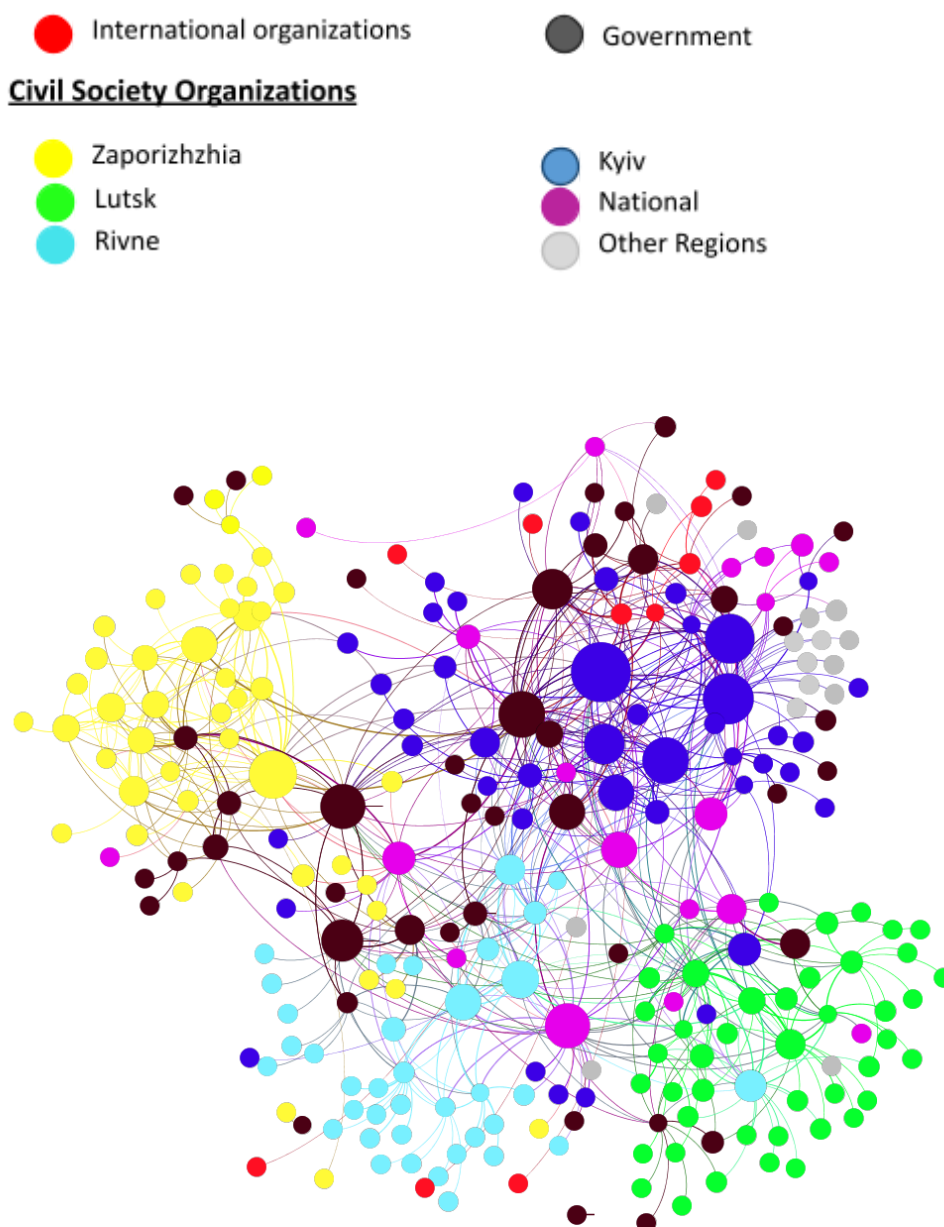 International organizations
Government
Civil Society Organizations
Zaporizhzhia
Kyiv
Lutsk
National
Rivne
Other Regions